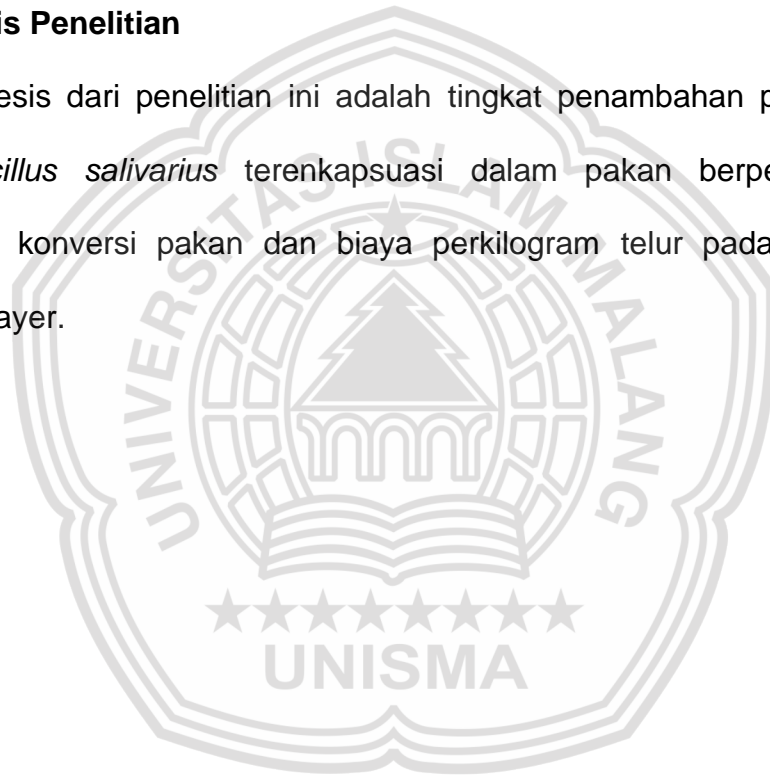 is Penelitian
esis dari penelitian ini adalah tingkat penambahan p
cillus salivarius terenkapsuasi dalam pakan berpe
konversi pakan dan biaya perkilogram telur pada
ayer.
UNIVERSITAS ISLAM MALANG
UNISMA